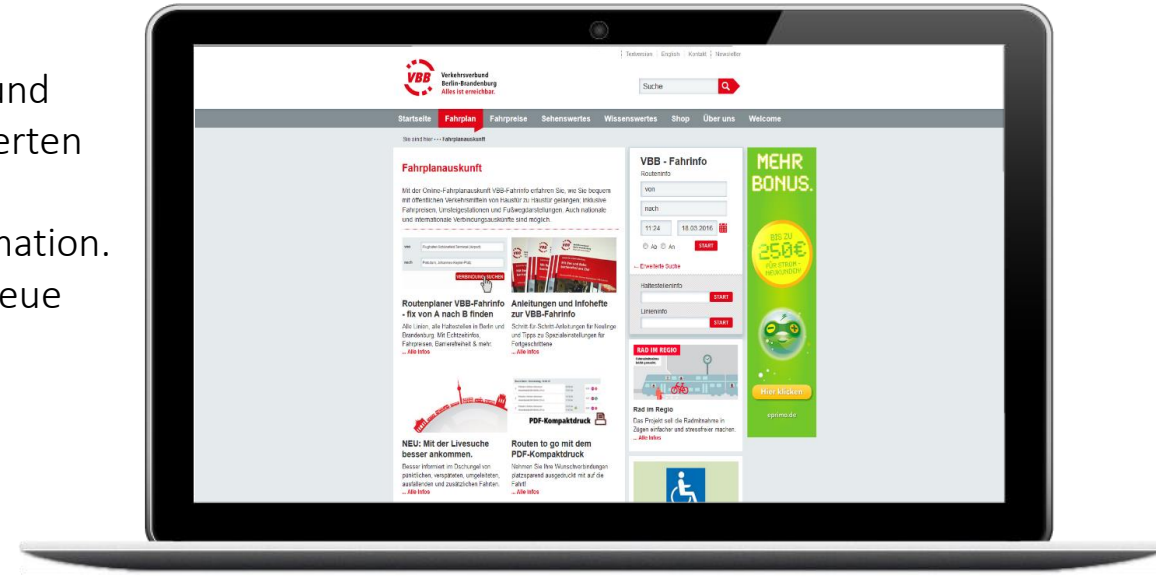 und
erten
mation.
eue
Textversion | English | Kontakt | Newsletter
VBB
Verkehrsverbund
Berlin-Brandenburg
Alles ist erreichbar.
Suche
Startseite Fahrplan Fahrpreise Sehenswertes Wissenswertes Shop Über uns Welcome
Sie sind hier Fahrplanauskunft
Fahrplanauskunft
Mit der Online-Fahrplanauskunft VBB-Fahrinfo erfahren Sie, wie Sie bequem
mit öffentlichen Verkehrsmitteln von Haustür zu Haustür gelangen, inklusive
Fahrpreisen, Umsteigestationen und Fußwegdarstellungen. Auch nationale
und internationale Verbindungsauskünfte sind möglich.
VERBINDUNG SUCHEN
Routenplaner VBB-Fahrinfo
- fix von A nach B finden
Alle Linien, alle Haltestellen in Berlin und
Brandenburg. Mit Echtzeitinfos,
Fahrpreisen, Barrierefreiheit & mehr.
... Alle Infos
Anleitungen und Infohefte
zur VBB-Fahrinfo
Schritt-für-Schritt-Anleitungen für Neulinge
und Tipps zu Spezialeinstellungen für
Fortgeschrittene
... Alle Infos
NEU: Mit der Livesuche
besser ankommen.
Besser informiert im Dschungel von
pünktlichen, verspäteten, umgeleiteten,
ausfallenden und zusätzlichen Fahrten.
... Alle Infos
PDF-Kompaktdruck
Routen to go mit dem
PDF-Kompaktdruck
Nehmen Sie Ihre Wunschverbindungen
platzsparend ausgedruckt mit auf die
Fahrt!
... Alle Infos
VBB - Fahrinfo
Routeninfo
von
nach
11:24 18.03.2016
Ab An START
... Erweiterte Suche
Haltestelleninfo
START
Linieninfo
START
RAD IM REGIO
Rad im Regio
Das Projekt soll die Radmitnahme in
Zügen einfacher und stressfreier machen.
... Alle Infos
MEHR
BONUS.
BIS ZU
250€
FÜR STROM-
NEUKUNDEN!
Hier klicken
eprimo.de